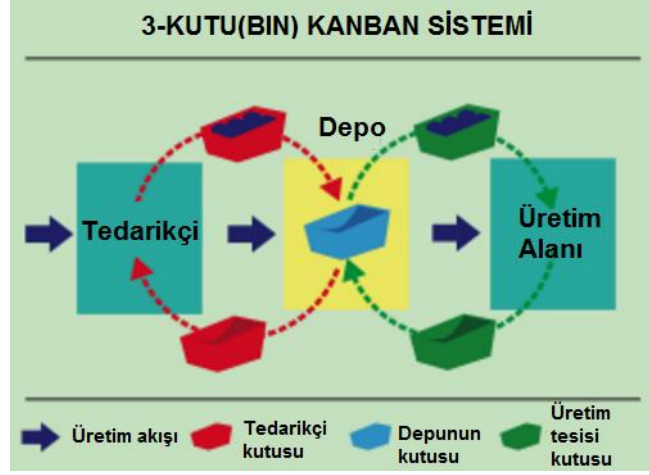 3-KUTU(BIN) KANBAN SİSTEMİ
Depo
Tedarikçi
Üretim
Alanı
Üretim akışı
Tedarikçi
kutusu
Depunun
kutusu
Üretim
tesisi
kutusu